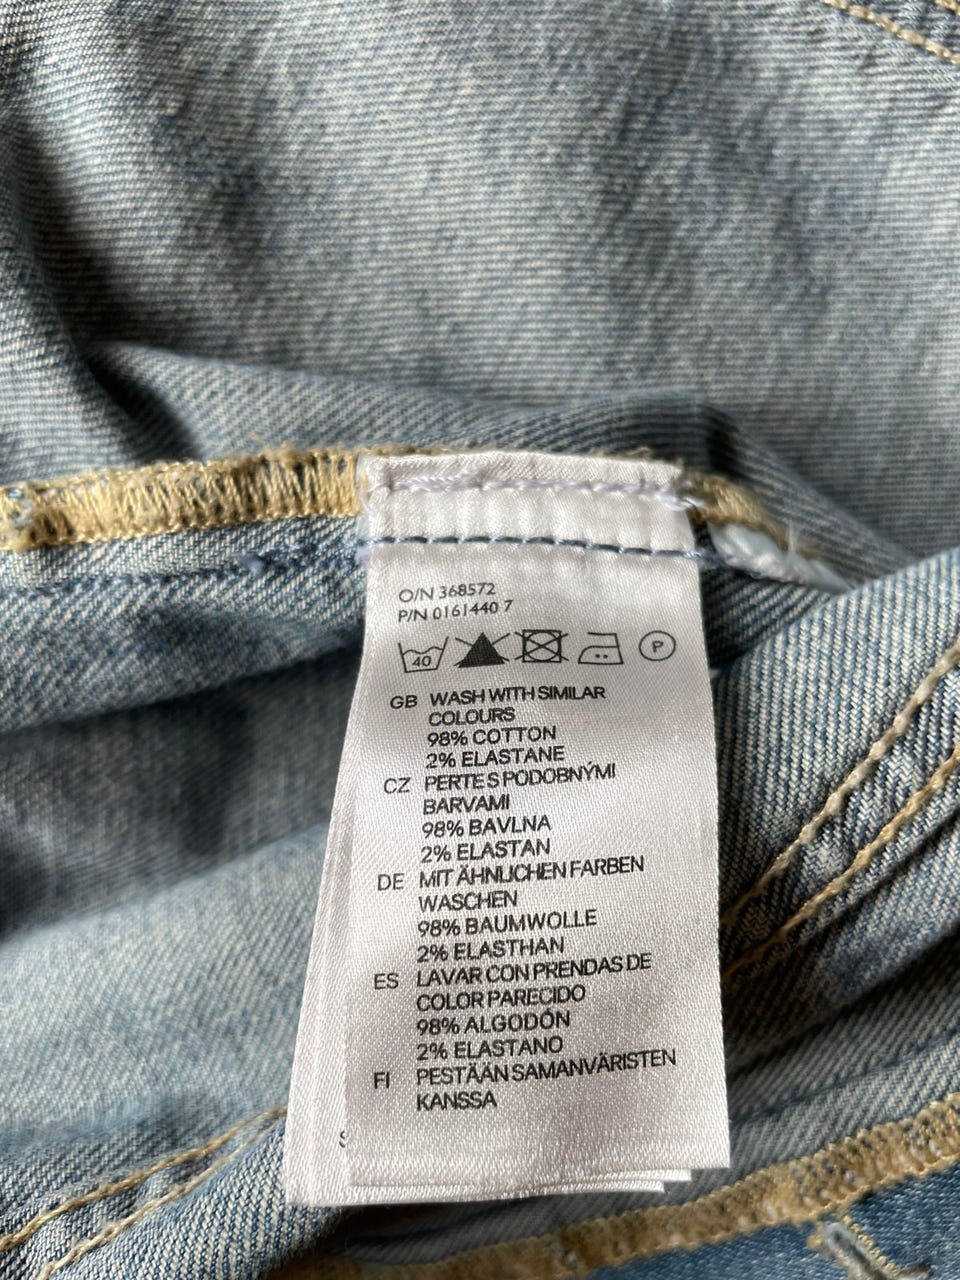 O/N 368572
P/N 0161440 7
40 P
GB WASH WITH SIMILAR
COLOURS
98% COTTON
2% ELASTANE
CZ PERTE S PODOBNÝMI
BARVAMI
98% BAVLNA
2% ELASTAN
DE MIT ÄHNLICHEN FARBEN
WASCHEN
98% BAUMWOLLE
2% ELASTHAN
ES LAVAR CON PRENDAS DE
COLOR PARECIDO
98% ALGODÓN
2% ELASTANO
FI PESTÄÄN SAMANVÄRISTEN
KANSSA